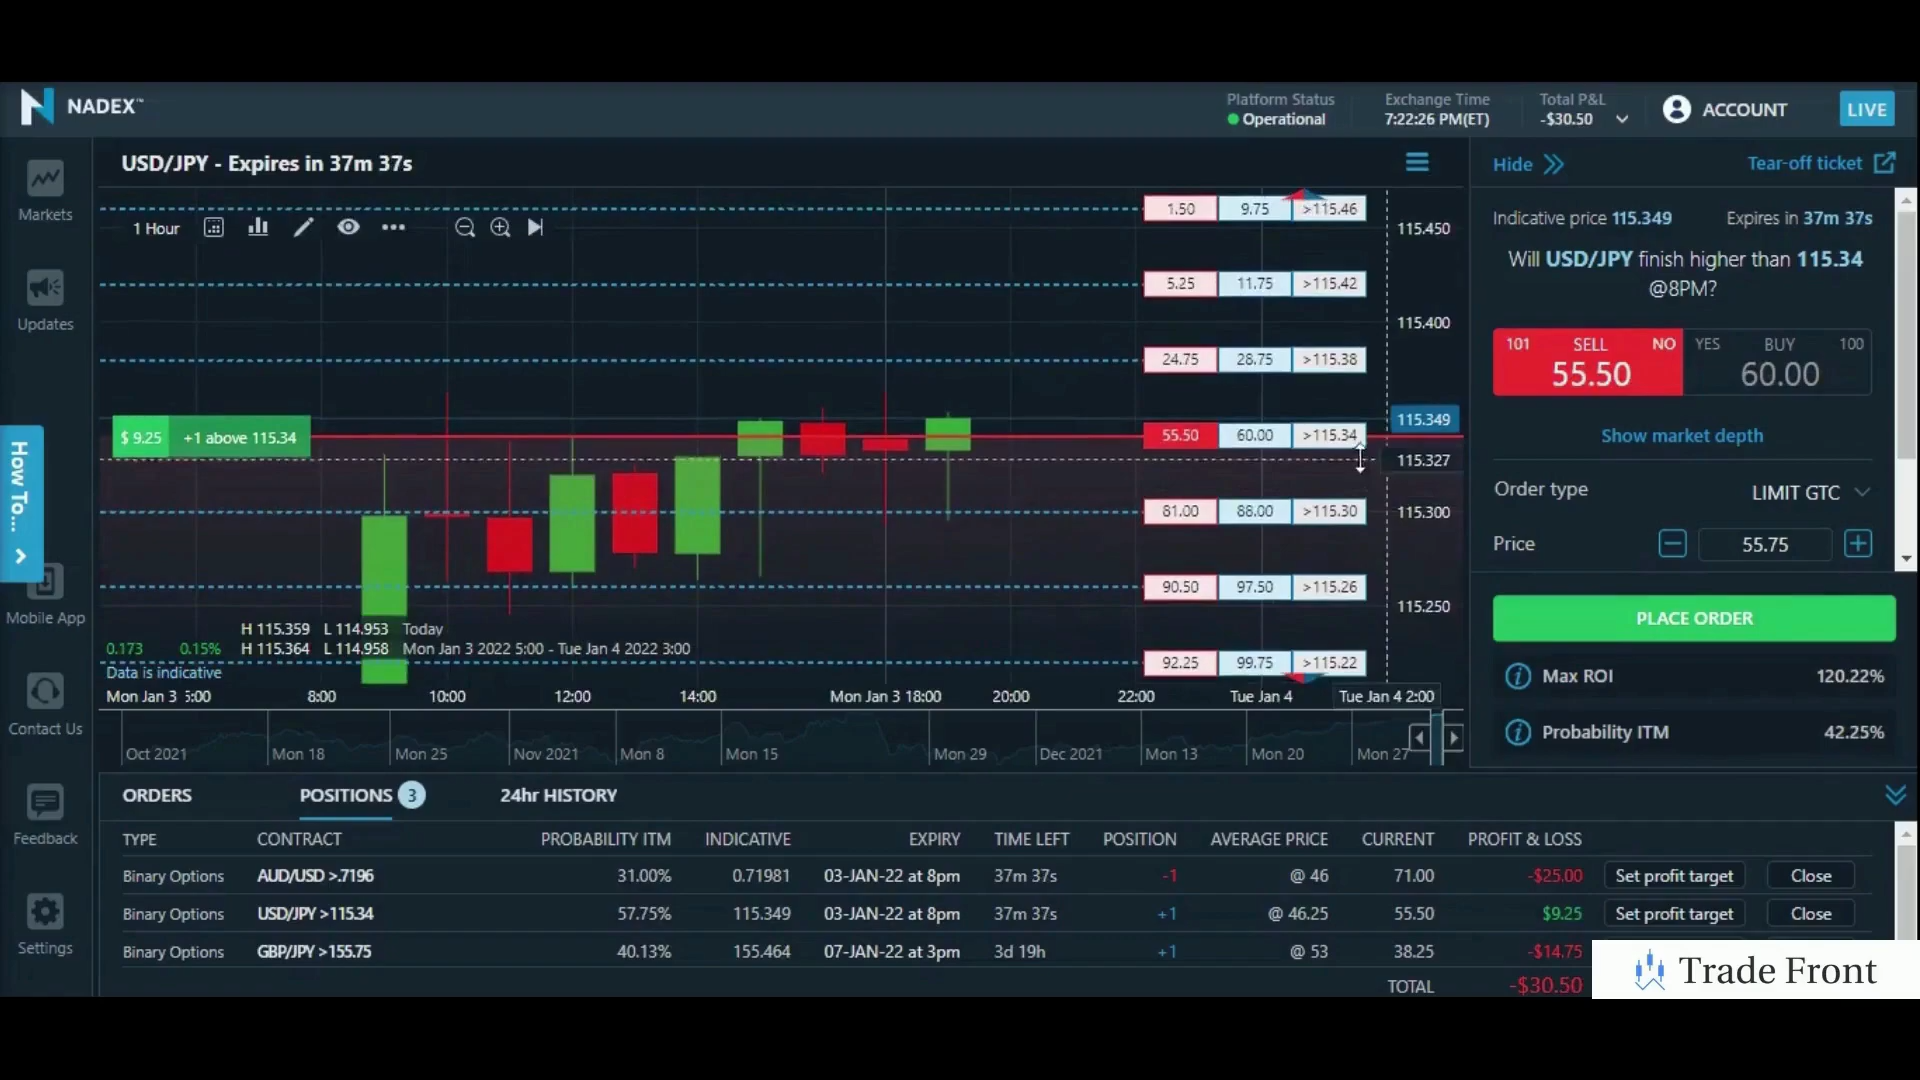 NADEX™
Platform Status
Operational
Exchange Time
7:22:26 PM(ET)
Total P&L
-$30.50
ACCOUNT
LIVE
Markets
Updates
How To...
Mobile App
Contact Us
Feedback
Settings
USD/JPY - Expires in 37m 37s
1 Hour
1.50 9.75 >115.46
5.25 11.75 >115.42
24.75 28.75 >115.38
55.50 60.00 >115.34
81.00 88.00 >115.30
90.50 97.50 >115.26
92.25 99.75 >115.22
$ 9.25 +1 above 115.34
115.450
115.400
115.349
115.327
115.300
115.250
H 115.359 L 114.953 Today
0.173 0.15% H 115.364 L 114.958 Mon Jan 3 2022 5:00 - Tue Jan 4 2022 3:00
Data is indicative
Mon Jan 3 5:00 8:00 10:00 12:00 14:00 Mon Jan 3 18:00 20:00 22:00 Tue Jan 4 Tue Jan 4 2:00
Oct 2021 Mon 18 Mon 25 Nov 2021 Mon 8 Mon 15 Mon 29 Dec 2021 Mon 13 Mon 20 Mon 27
Hide
Tear-off ticket
Indicative price 115.349 Expires in 37m 37s
Will USD/JPY finish higher than 115.34
@8PM?
101 SELL NO YES BUY 100
55.50 60.00
Show market depth
Order type LIMIT GTC
Price 55.75
PLACE ORDER
Max ROI 120.22%
Probability ITM 42.25%
ORDERS POSITIONS 3 24hr HISTORY
TYPE CONTRACT PROBABILITY ITM INDICATIVE EXPIRY TIME LEFT POSITION AVERAGE PRICE CURRENT PROFIT & LOSS
Binary Options AUD/USD >.7196 31.00% 0.71981 03-JAN-22 at 8pm 37m 37s -1 @ 46 71.00 -$25.00 Set profit target Close
Binary Options USD/JPY >115.34 57.75% 115.349 03-JAN-22 at 8pm 37m 37s +1 @ 46.25 55.50 $9.25 Set profit target Close
Binary Options GBP/JPY >155.75 40.13% 155.464 07-JAN-22 at 3pm 3d 19h +1 @ 53 38.25 -$14.75
TOTAL -$30.50
Trade Front